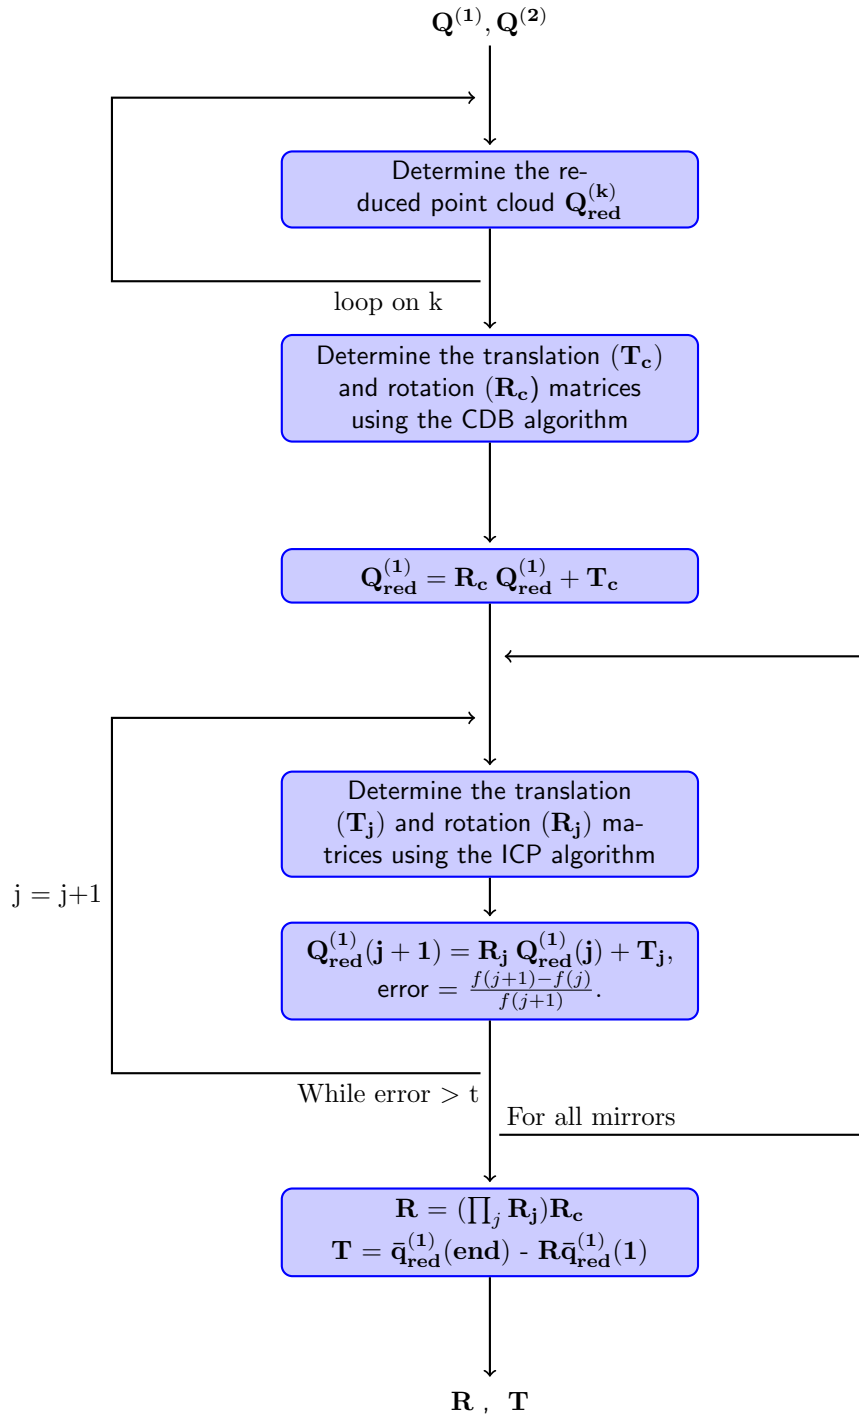 Q^(1), Q^(2)
Determine the re-
duced point cloud Q_red^(k)
loop on k
Determine the translation (T_c)
and rotation (R_c) matrices
using the CDB algorithm
Q_red^(1) = R_c Q_red^(1) + T_c
Determine the translation
(T_j) and rotation (R_j) ma-
trices using the ICP algorithm
j = j+1
Q_red^(1)(j + 1) = R_j Q_red^(1)(j) + T_j,
error = \frac{f(j+1)−f(j)}{f(j+1)}.
While error > t
For all mirrors
R = (∏_j R_j)R_c
T = q̄_red^(1)(end) - Rq̄_red^(1)(1)
R , T